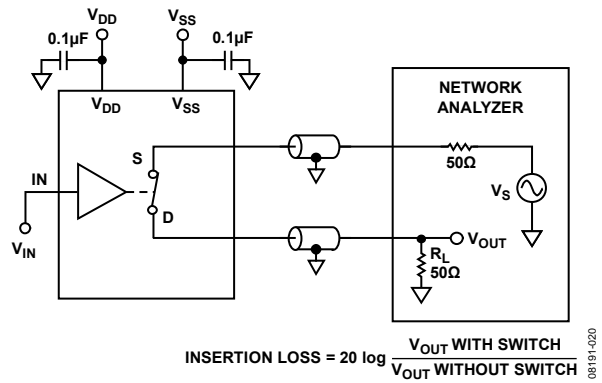 VDD
VSS
0.1µF
0.1µF
VDD
VSS
NETWORK
ANALYZER
S
50Ω
IN
VS
D
VOUT
VIN
RL
50Ω
INSERTION LOSS = 20 log VOUT WITH SWITCH
VOUT WITHOUT SWITCH
08191-020